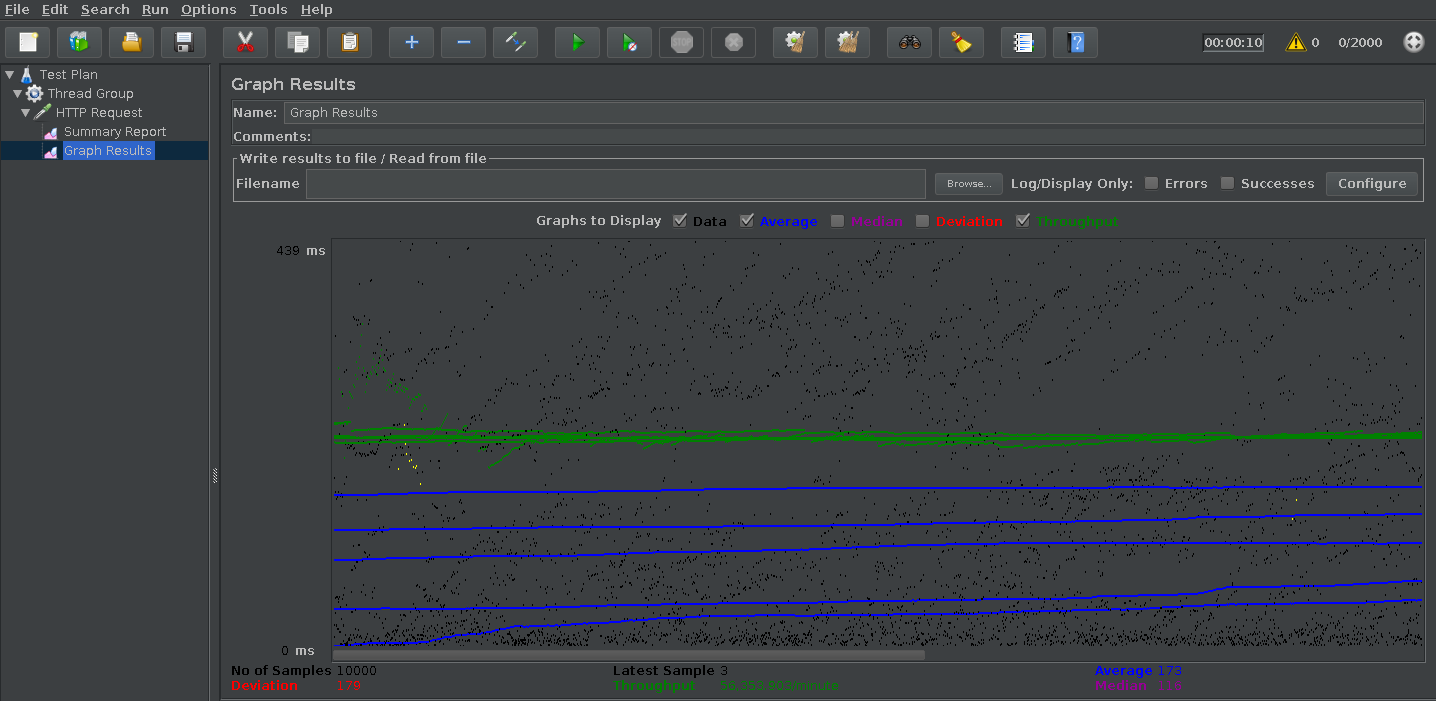 File Edit Search Run Options Tools Help
STOP 00:00:10 0 0/2000
Test Plan
Thread Group
HTTP Request
Summary Report
Graph Results
Graph Results
Name: Graph Results
Comments:
Write results to file / Read from file
Filename Browse... Log/Display Only: Errors Successes Configure
Graphs to Display Data Average Median Deviation Throughput
439 ms
0 ms
No of Samples 10000 Latest Sample 3 Average 173
Deviation 179 Throughput 56,353.903/minute Median